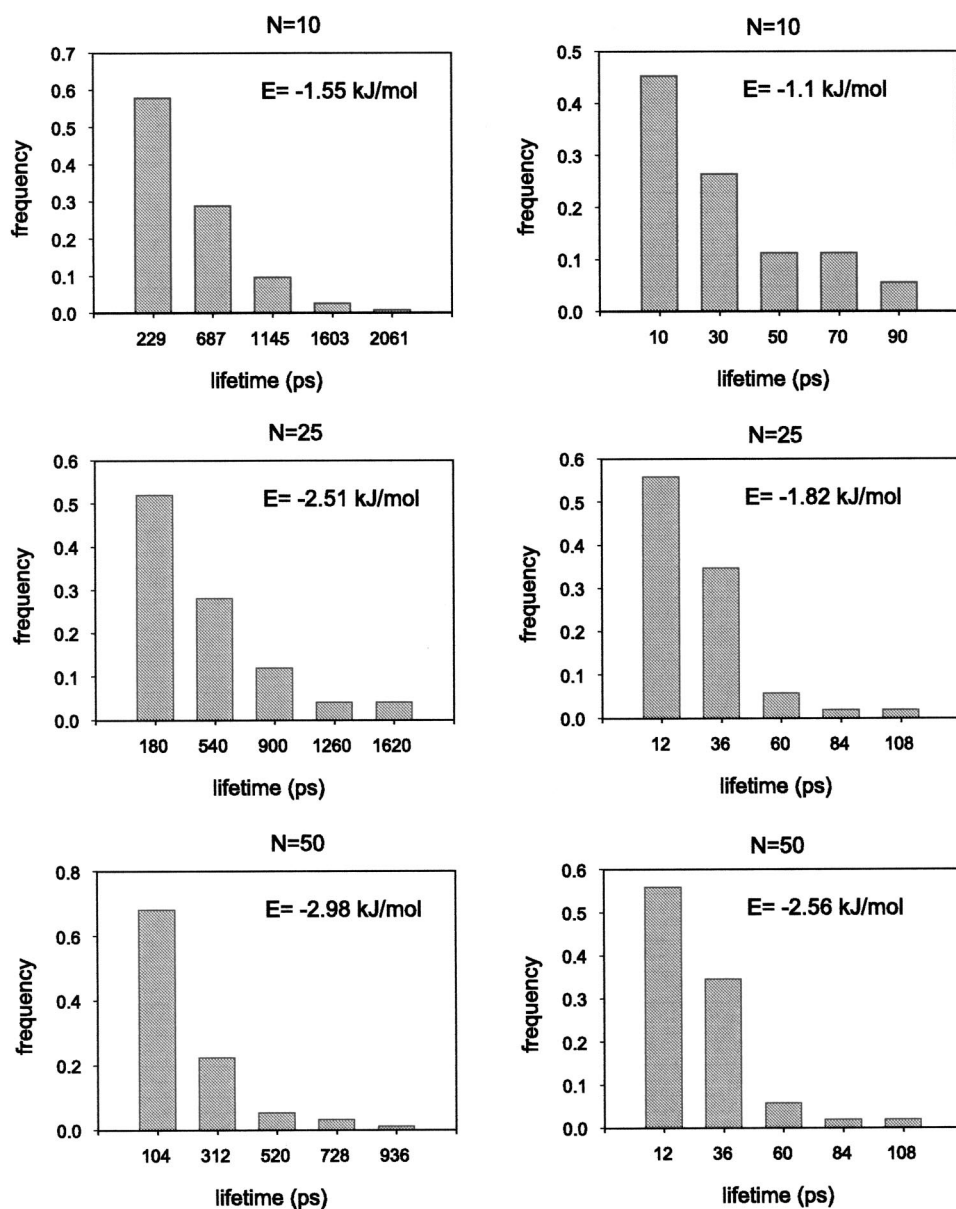 N=10
E= -1.55 kJ/mol
frequency
0.7
0.6
0.5
0.4
0.3
0.2
0.1
0.0
229 687 1145 1603 2061
lifetime (ps)
N=10
E= -1.1 kJ/mol
frequency
0.5
0.4
0.3
0.2
0.1
0.0
10 30 50 70 90
lifetime (ps)
N=25
E= -2.51 kJ/mol
frequency
0.6
0.5
0.4
0.3
0.2
0.1
0.0
180 540 900 1260 1620
lifetime (ps)
N=25
E= -1.82 kJ/mol
frequency
0.6
0.5
0.4
0.3
0.2
0.1
0.0
12 36 60 84 108
lifetime (ps)
N=50
E= -2.98 kJ/mol
frequency
0.8
0.6
0.4
0.2
0.0
104 312 520 728 936
lifetime (ps)
N=50
E= -2.56 kJ/mol
frequency
0.6
0.5
0.4
0.3
0.2
0.1
0.0
12 36 60 84 108
lifetime (ps)